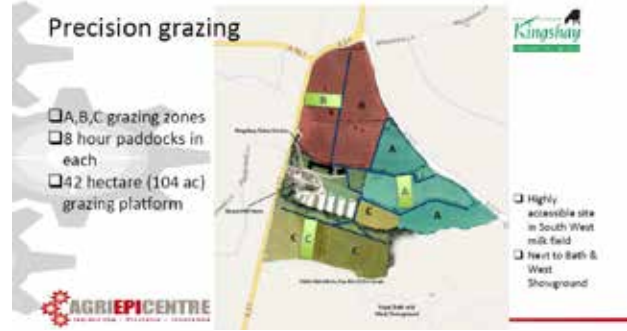 Precision grazing
Kingshay
A,B,C grazing zones
8 hour paddocks in
each
42 hectare (104 ac)
grazing platform
B
B
A
A
A
C
C
C
C
Highly
accessible site
in South West
milk field
Next to Bath &
West
Showground
AGRIEPICENTRE